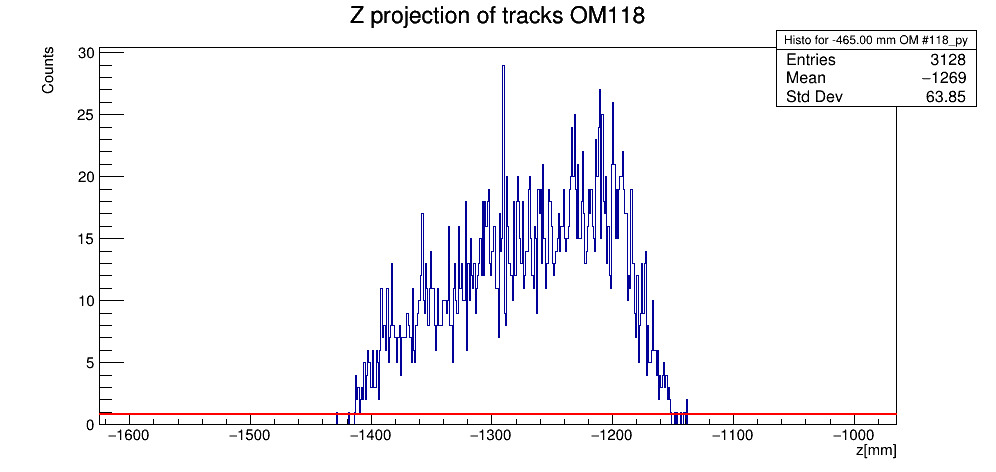 Z projection of tracks OM118
Histo for -465.00 mm OM #118_py
Entries 3128
Mean −1269
Std Dev 63.85
Counts
30
25
20
15
10
5
0
−1600 −1500 −1400 −1300 −1200 −1100 −1000
z[mm]